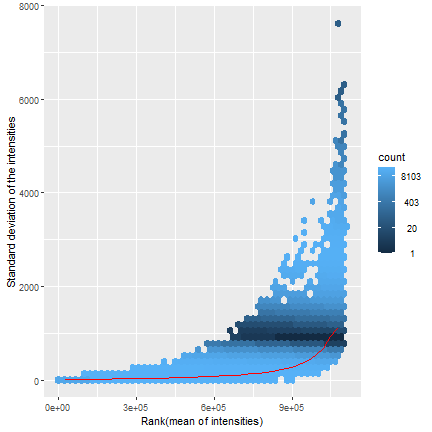 8000
6000
4000
2000
0
Standard deviation of the intensities
0e+00 3e+05 6e+05 9e+05
Rank(mean of intensities)
count
8103
403
20
1